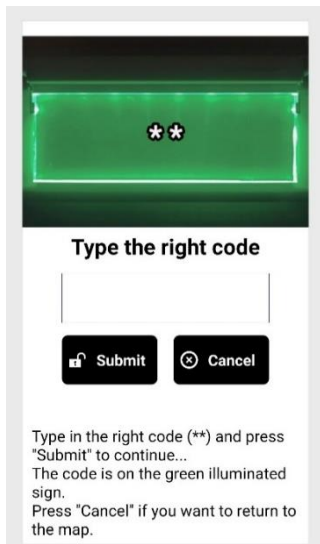 **
Type the right code
Submit
Cancel
Type in the right code (**) and press
"Submit" to continue...
The code is on the green illuminated
sign.
Press "Cancel" if you want to return to
the map.